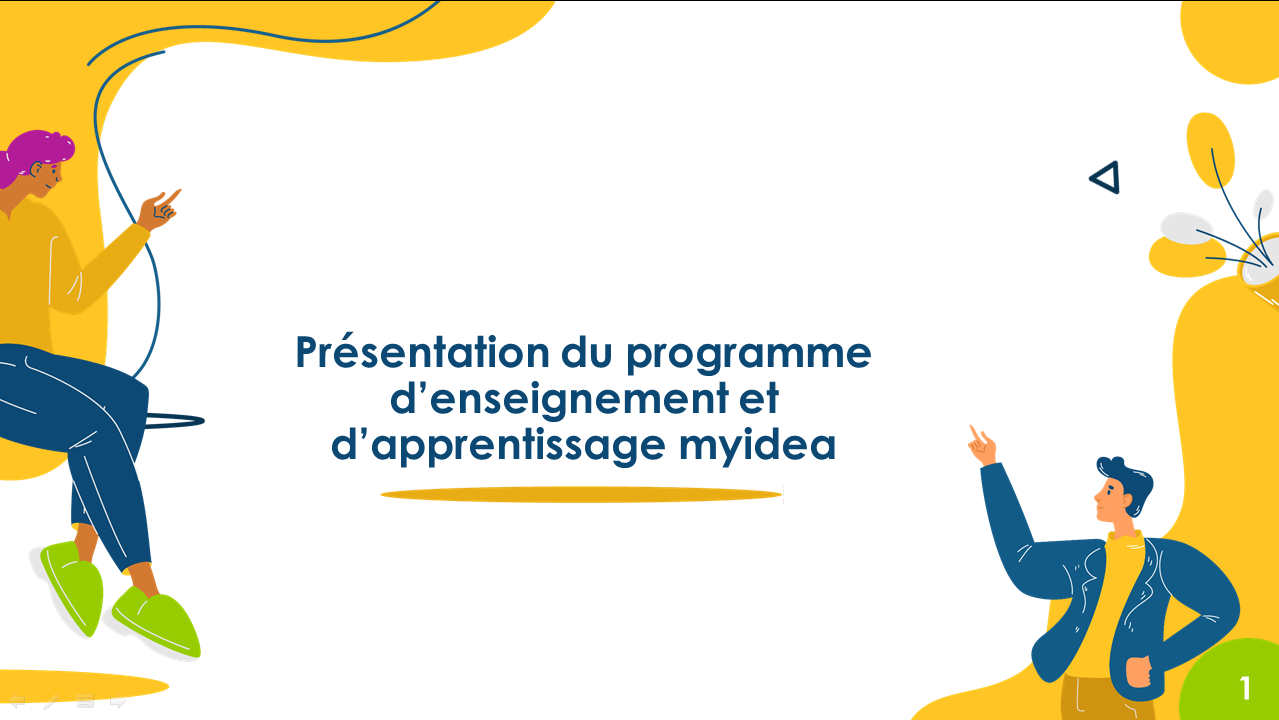 Présentation du programme
d’enseignement et
d’apprentissage myidea
1